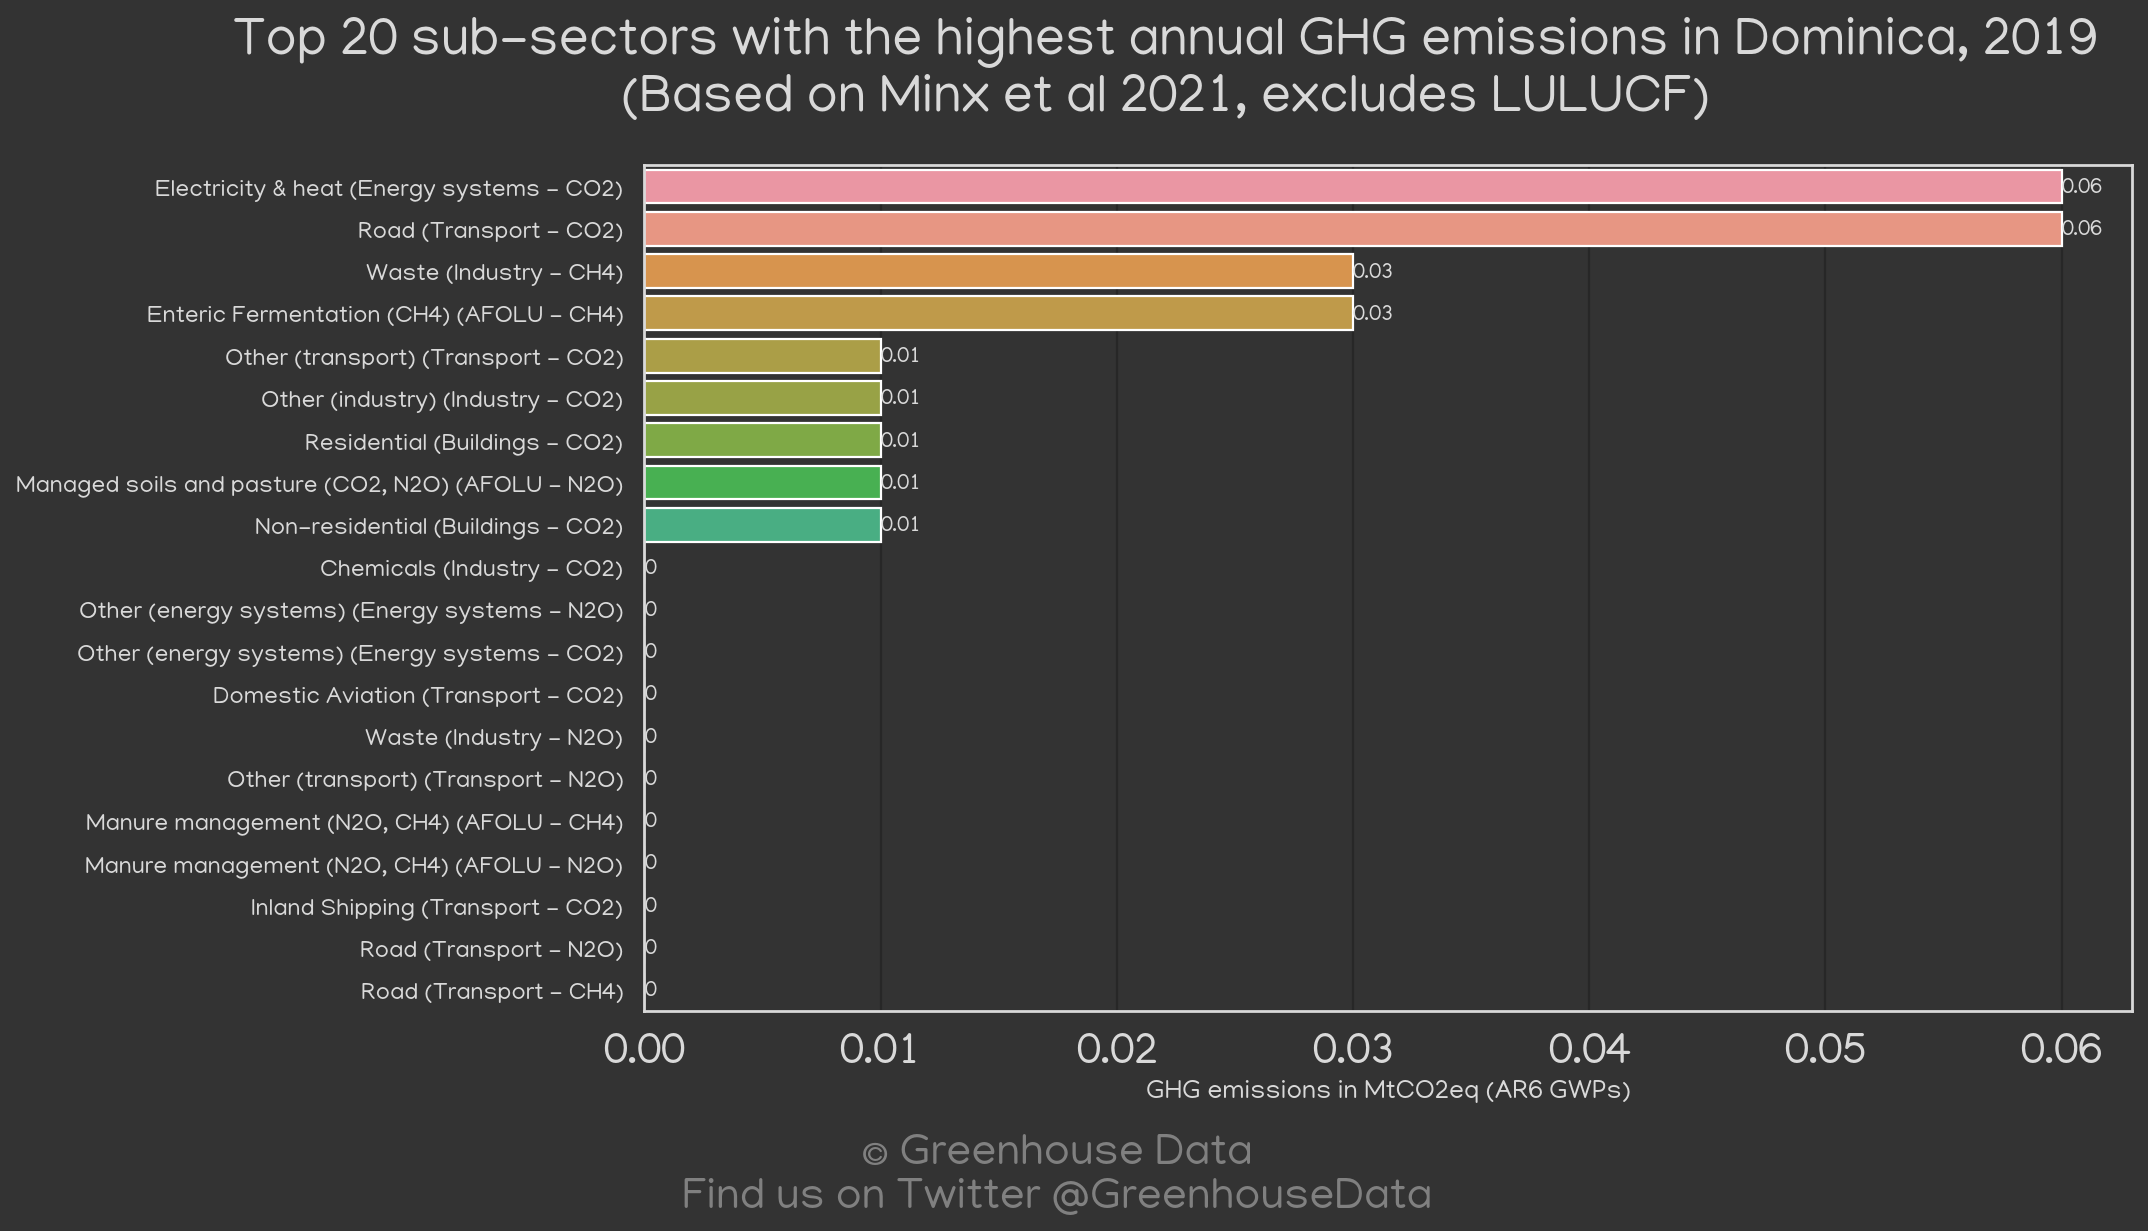 Top 20 sub-sectors with the highest annual GHG emissions in Dominica, 2019
(Based on Minx et al 2021, excludes LULUCF)
Electricity & heat (Energy systems - CO2) 0.06
Road (Transport - CO2) 0.06
Waste (Industry - CH4) 0.03
Enteric Fermentation (CH4) (AFOLU - CH4) 0.03
Other (transport) (Transport - CO2) 0.01
Other (industry) (Industry - CO2) 0.01
Residential (Buildings - CO2) 0.01
Managed soils and pasture (CO2, N2O) (AFOLU - N2O) 0.01
Non-residential (Buildings - CO2) 0.01
Chemicals (Industry - CO2) 0
Other (energy systems) (Energy systems - N2O) 0
Other (energy systems) (Energy systems - CO2) 0
Domestic Aviation (Transport - CO2) 0
Waste (Industry - N2O) 0
Other (transport) (Transport - N2O) 0
Manure management (N2O, CH4) (AFOLU - CH4) 0
Manure management (N2O, CH4) (AFOLU - N2O) 0
Inland Shipping (Transport - CO2) 0
Road (Transport - N2O) 0
Road (Transport - CH4) 0
0.00 0.01 0.02 0.03 0.04 0.05 0.06
GHG emissions in MtCO2eq (AR6 GWPs)
© Greenhouse Data
Find us on Twitter @GreenhouseData